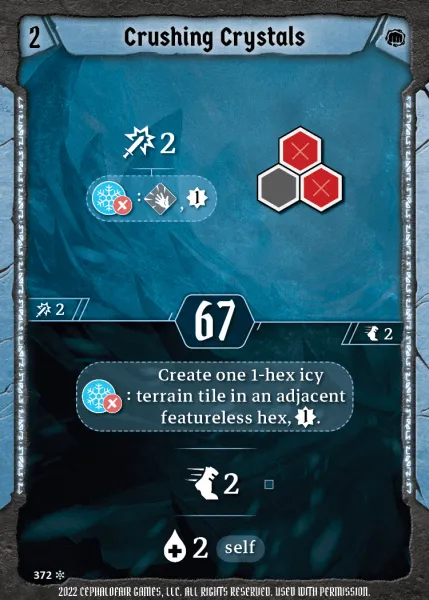 2
Crushing Crystals
2
: ,
2
67
2
Create one 1-hex icy
: terrain tile in an adjacent
featureless hex, .
2
2 self
372
2022 CEPHALOFAIR GAMES, LLC. ALL RIGHTS RESERVED. USED WITH PERMISSION.